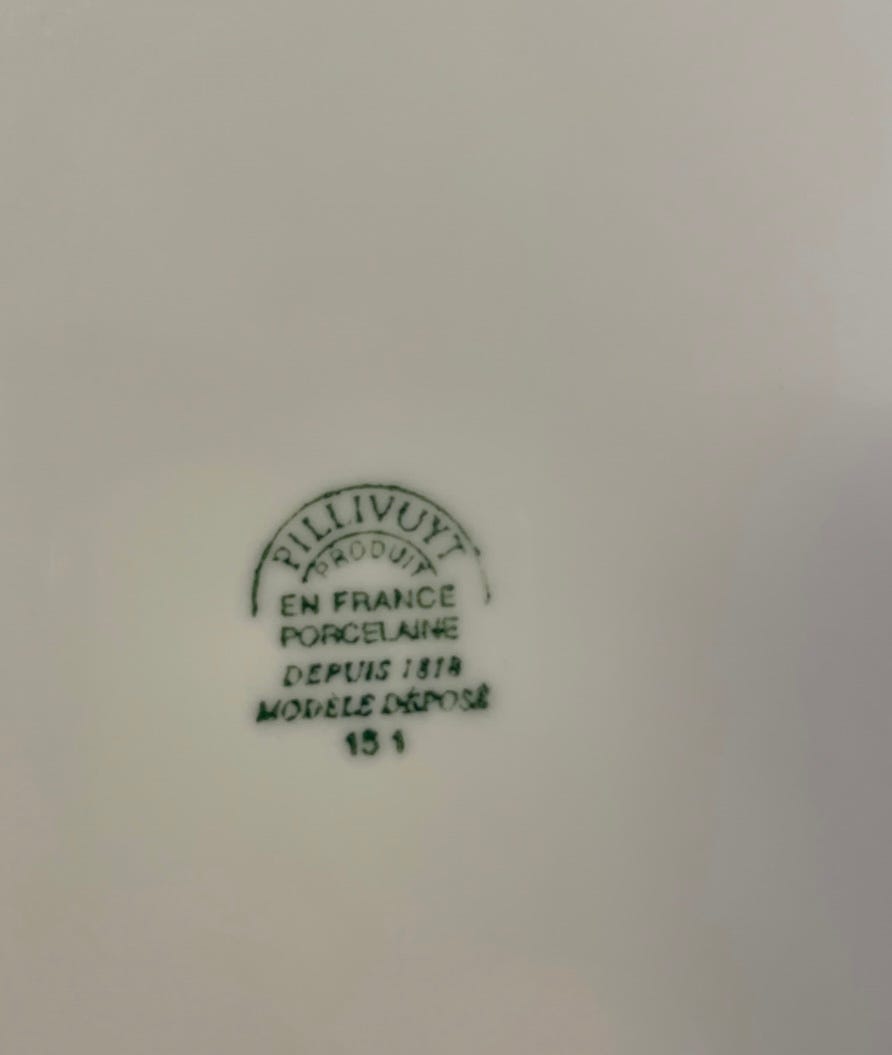 PILLIVUYT
PRODUIT
EN FRANCE
PORCELAINE
DEPUIS 1818
MODÈLE DÉPOSÉ
15 1